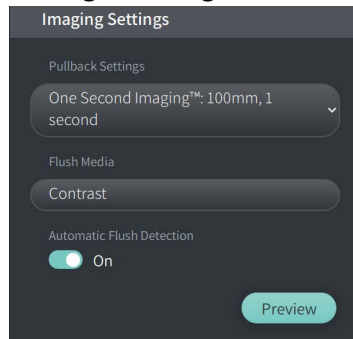 Imaging Settings
Pullback Settings
One Second Imaging™: 100mm, 1
second
Flush Media
Contrast
Automatic Flush Detection
On
Preview